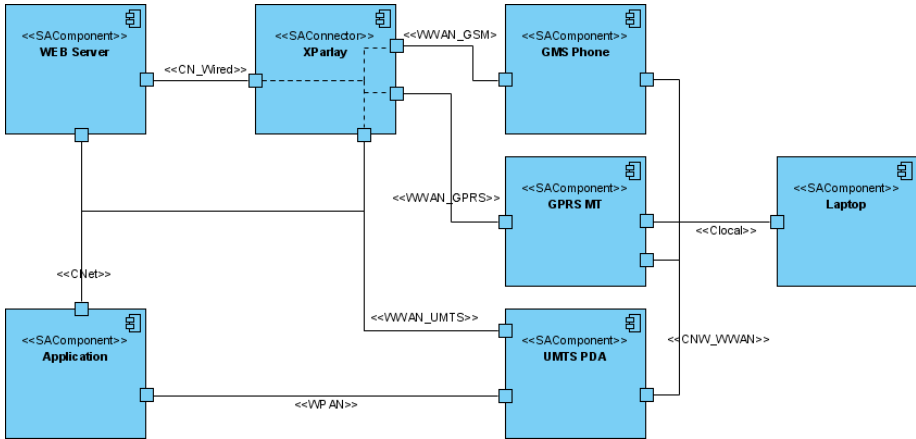 <<SAComponent>>
WEB Server
<<CN_Wired>>
<<SAConnector>>
XParlay
<<WWAN_GSM>
<<SAComponent>>
GMS Phone
<<WWAN_GPRS>>
<<SAComponent>>
GPRS MT
<<SAComponent>>
Laptop
<<Clocal>>
<<CNet>>
<<SAComponent>>
Application
<<WWAN_UMTS>>
<<SAComponent>>
UMTS PDA
<<CNW_WWAN>>
<<WPAN>>